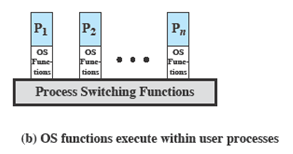 P1 P2 Pn
OS OS OS
Func- Func- Func-
tions tions tions
Process Switching Functions
(b) OS functions execute within user processes